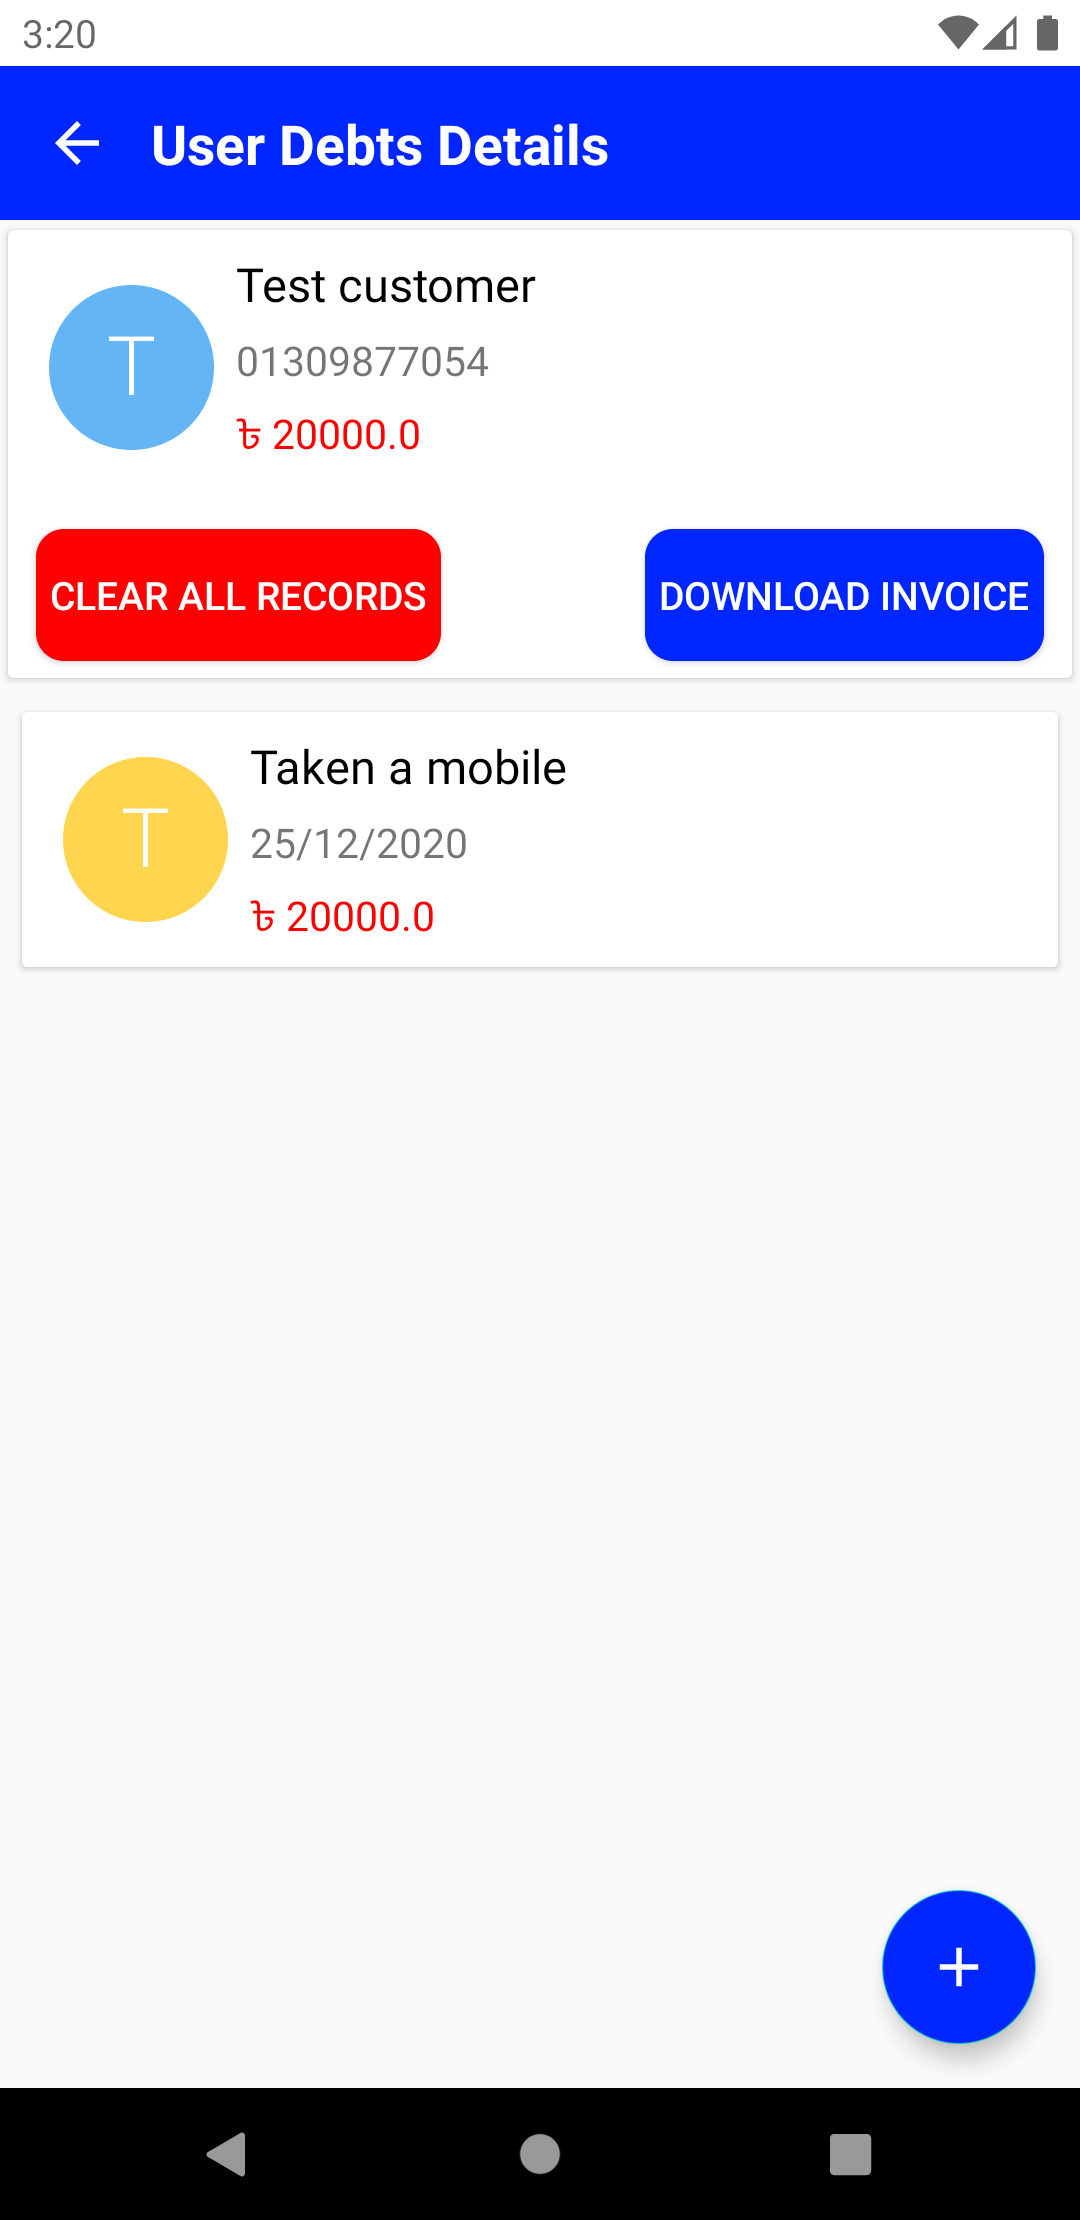 3:20
User Debts Details
T
Test customer
01309877054
৳ 20000.0
CLEAR ALL RECORDS
DOWNLOAD INVOICE
T
Taken a mobile
25/12/2020
৳ 20000.0